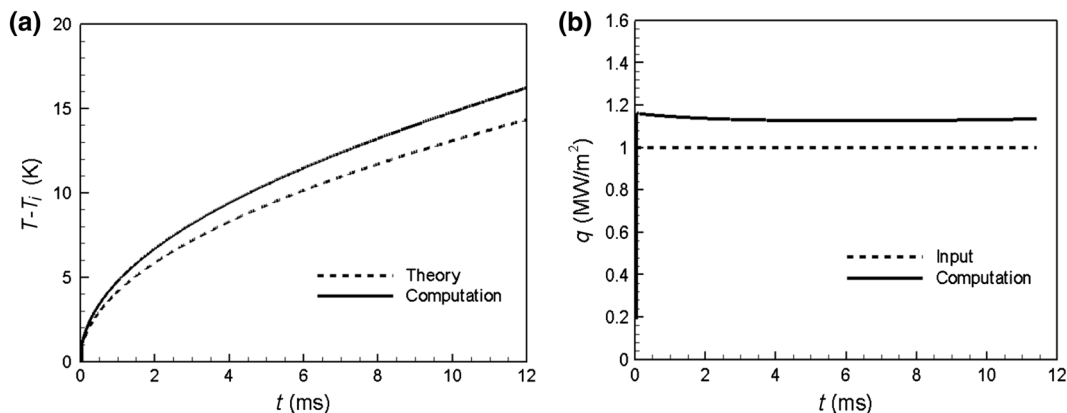 (a)
20
15
10
5
0
T-Ti (K)
Theory
Computation
0 2 4 6 8 10 12
t (ms)
(b)
1.6
1.4
1.2
1
0.8
0.6
0.4
0.2
0
q (MW/m²)
Input
Computation
0 2 4 6 8 10 12
t (ms)